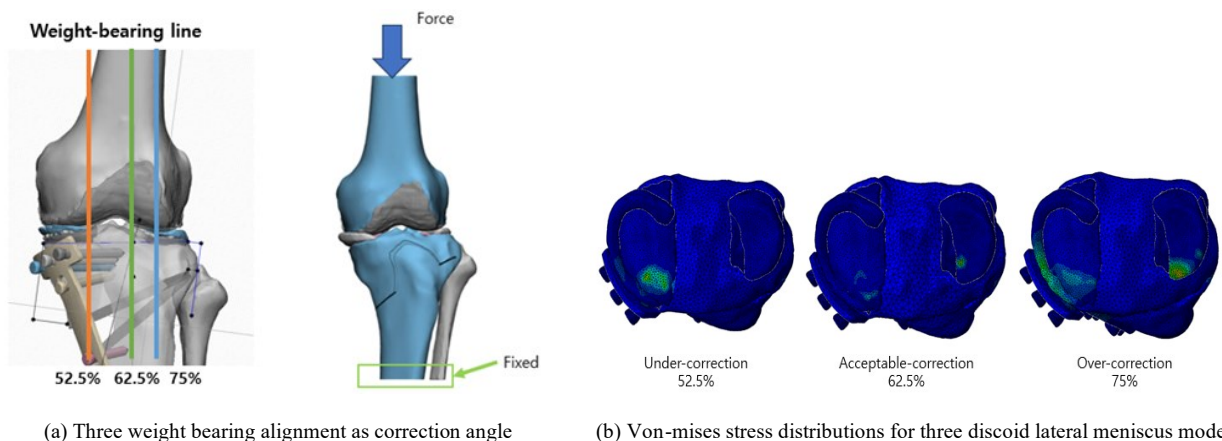 Weight-bearing line
52.5% 62.5% 75%
Force
Fixed
(a) Three weight bearing alignment as correction angle
Under-correction
52.5%
Acceptable-correction
62.5%
Over-correction
75%
(b) Von-mises stress distributions for three discoid lateral meniscus mode